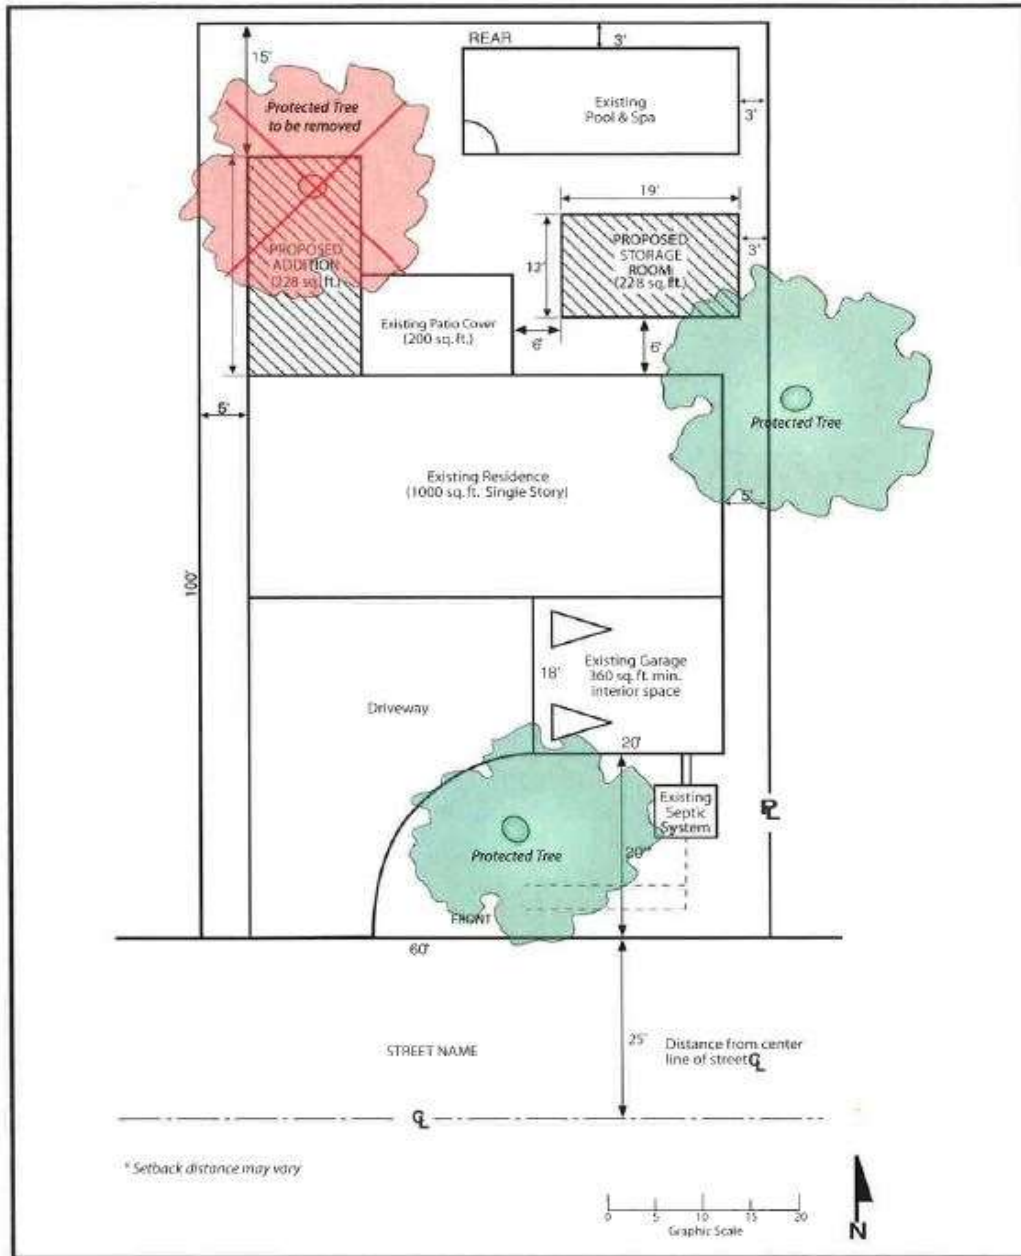 REAR
3'
15'
Protected Tree
to be removed
Existing
Pool & Spa
3'
19'
PROPOSED
STORAGE
ROOM
(228 sq. ft.)
12'
3'
PROPOSED
ADDITION
(228 sq. ft.)
Existing Patio Cover
(200 sq. ft.)
6'
6'
Protected Tree
5'
Existing Residence
(1000 sq. ft. Single Story)
5'
100'
Existing Garage
360 sq. ft. min.
interior space
18'
Driveway
20'
Existing
Septic
System
PL
Protected Tree
20'*
FRONT
60'
STREET NAME
25'
Distance from center
line of street CL
CL
* Setback distance may vary
0 5 10 15 20
Graphic Scale
N